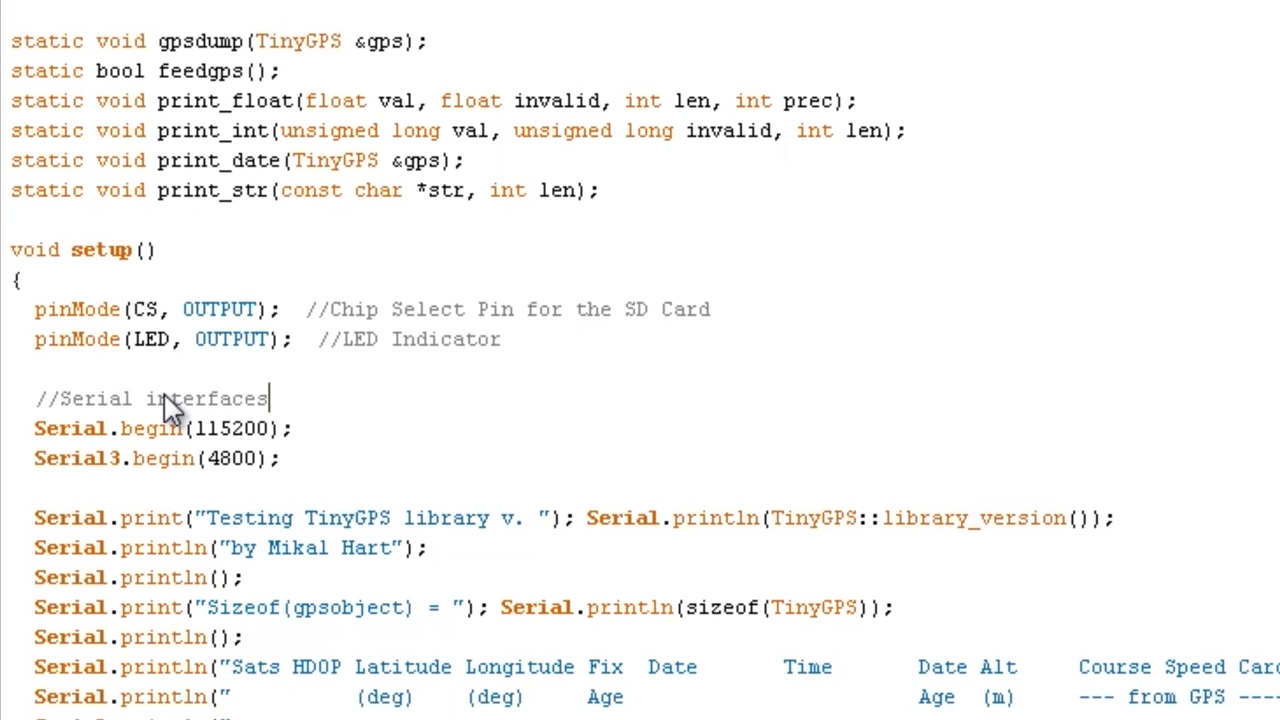 static void gpsdump(TinyGPS &gps);
static bool feedgps();
static void print_float(float val, float invalid, int len, int prec);
static void print_int(unsigned long val, unsigned long invalid, int len);
static void print_date(TinyGPS &gps);
static void print_str(const char *str, int len);
void setup()
{
pinMode(CS, OUTPUT);  //Chip Select Pin for the SD Card
pinMode(LED, OUTPUT);  //LED Indicator
//Serial interfaces
Serial.begin(115200);
Serial3.begin(4800);
Serial.print("Testing TinyGPS library v. "); Serial.println(TinyGPS::library_version());
Serial.println("by Mikal Hart");
Serial.println();
Serial.print("Sizeof(gpsobject) = "); Serial.println(sizeof(TinyGPS));
Serial.println();
Serial.println("Sats HDOP Latitude Longitude Fix  Date       Time       Date Alt     Course Speed Card
Serial.println("          (deg)    (deg)     Age                        Age  (m)     --- from GPS ----